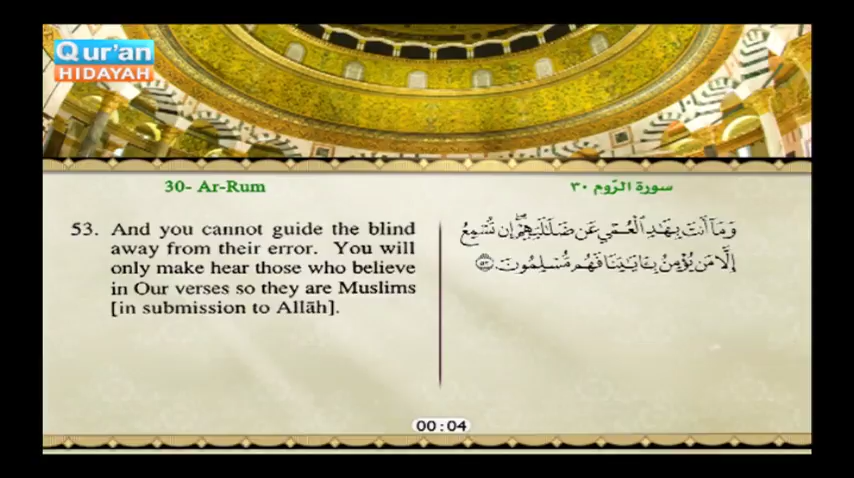 Qur'an
HIDAYAH
30- Ar-Rum
سورة الرّوم ٣٠
53. And you cannot guide the blind
away from their error. You will
only make hear those who believe
in Our verses so they are Muslims
[in submission to Allāh].
وَمَآ أَنتَ بِهَٰدِ ٱلْعُمْىِ عَن ضَلَٰلَتِهِمْ ۖ إِن تُسْمِعُ
إِلَّا مَن يُؤْمِنُ بِـَٔايَٰتِنَا فَهُم مُّسْلِمُونَ ٥٣
00:04